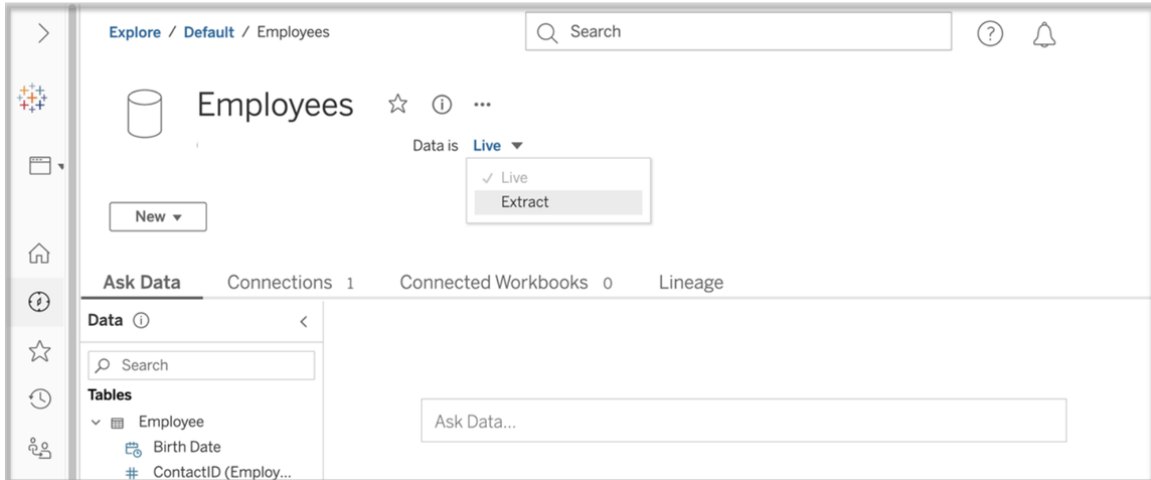 Explore / Default / Employees
Search
Employees
Data is Live
Live
Extract
New
Ask Data
Connections 1
Connected Workbooks 0
Lineage
Data
Search
Tables
Employee
Birth Date
ContactID (Employ...
Ask Data...